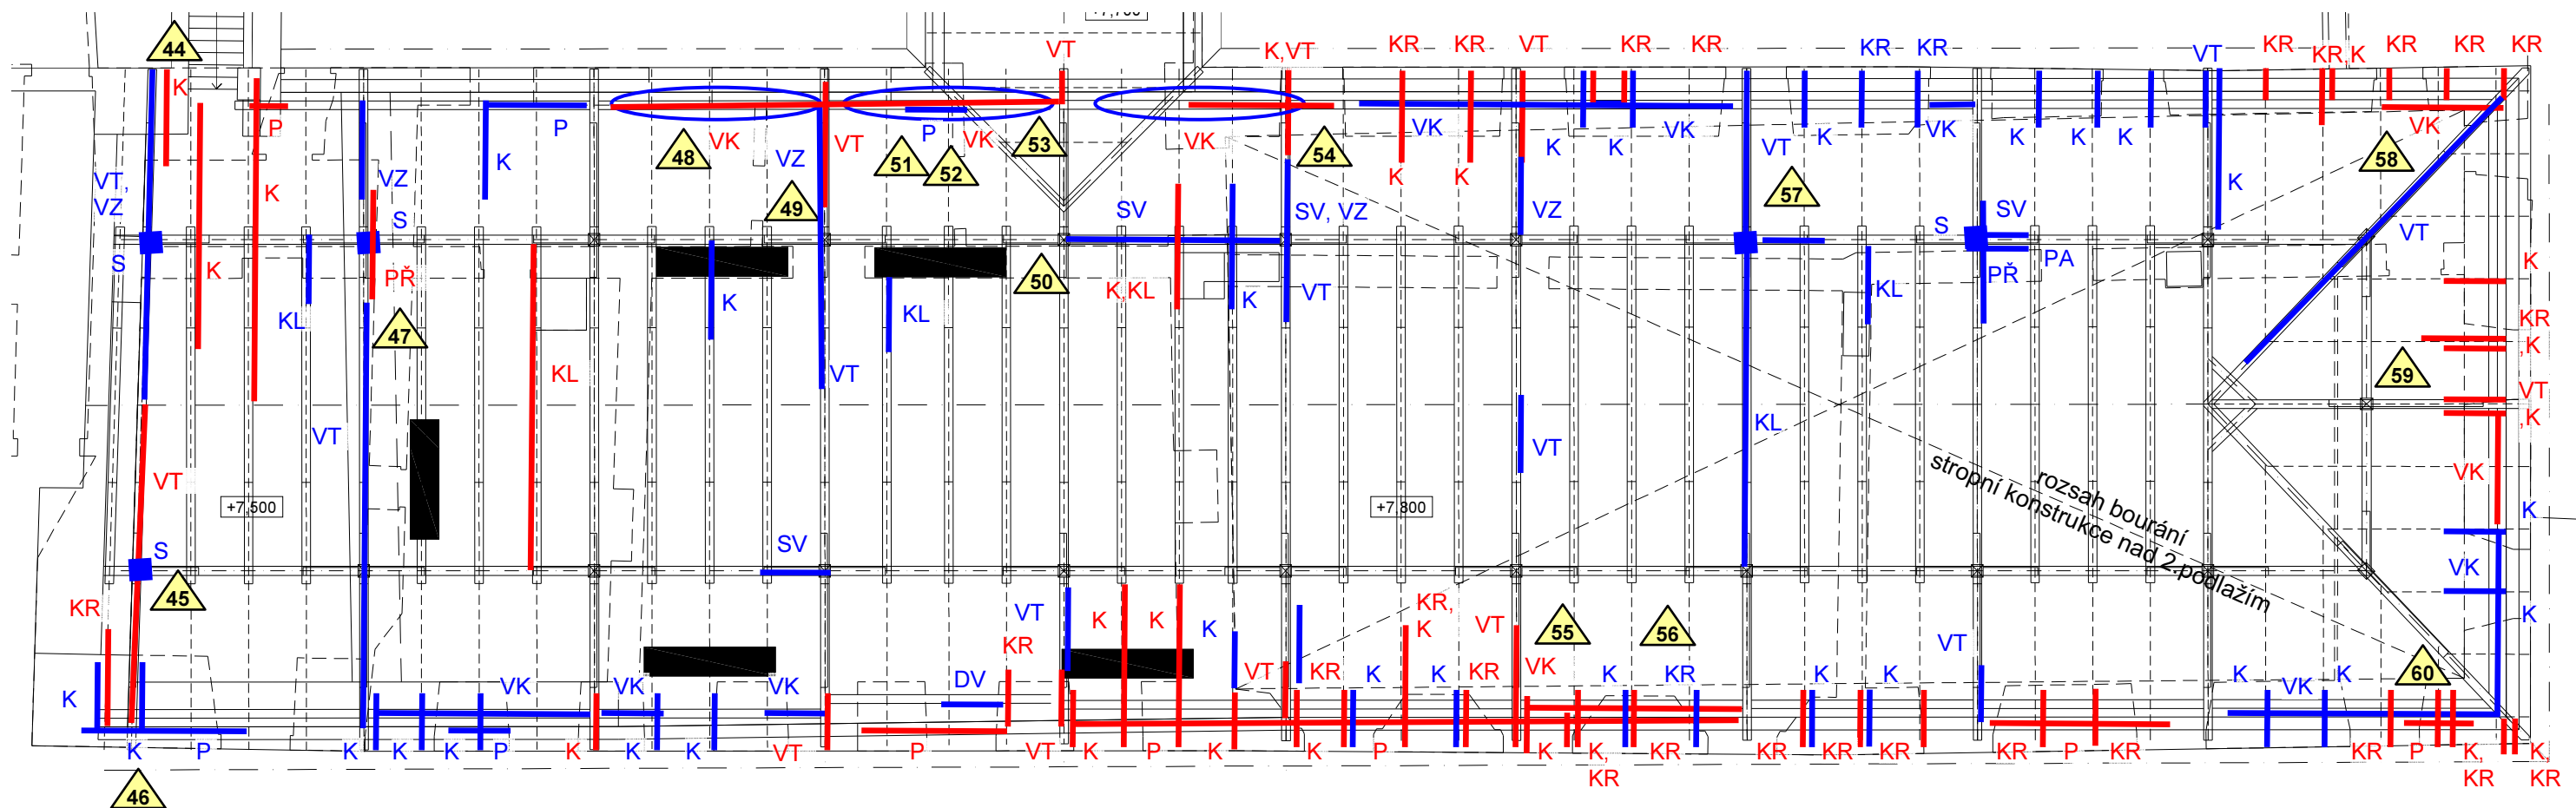 +7,700
44
VT
K,VT
KR
KR
VT
KR
KR
KR
KR
VT
KR
KR,K
KR
KR
KR
K
P
P
48
VK
VT
51
P
VK
52
53
VK
54
VK
K
K
VK
VT
K
VK
K
K
K
VK
58
VZ
K
VT,
VZ
VZ
K
K
K
57
K
K
49
S
SV
SV, VZ
VZ
S
SV
VT
S
K
PŘ
50
K,KL
K
VT
PŘ
PA
K
KL
K
KL
KL
KR
,K
47
VT
KL
59
VT
,K
VT
KL
VT
VT
VK
+7,500
+7,800
rozsah bourání
stropní konstrukce nad 2.podlažím
K
S
SV
VK
45
KR
VT
K
K
K
KR,
K
VT
55
56
K
KR
VT
K
DV
VT
KR
K
K
KR
VK
K
KR
K
K
K
VK
K
60
VK
VK
VK
K
P
K
K
K
P
K
K
K
VT
P
VT
K
P
K
K
P
K
K,
KR
KR
KR
KR
KR
KR
P
KR
KR
P
K,
KR
K,
KR
46